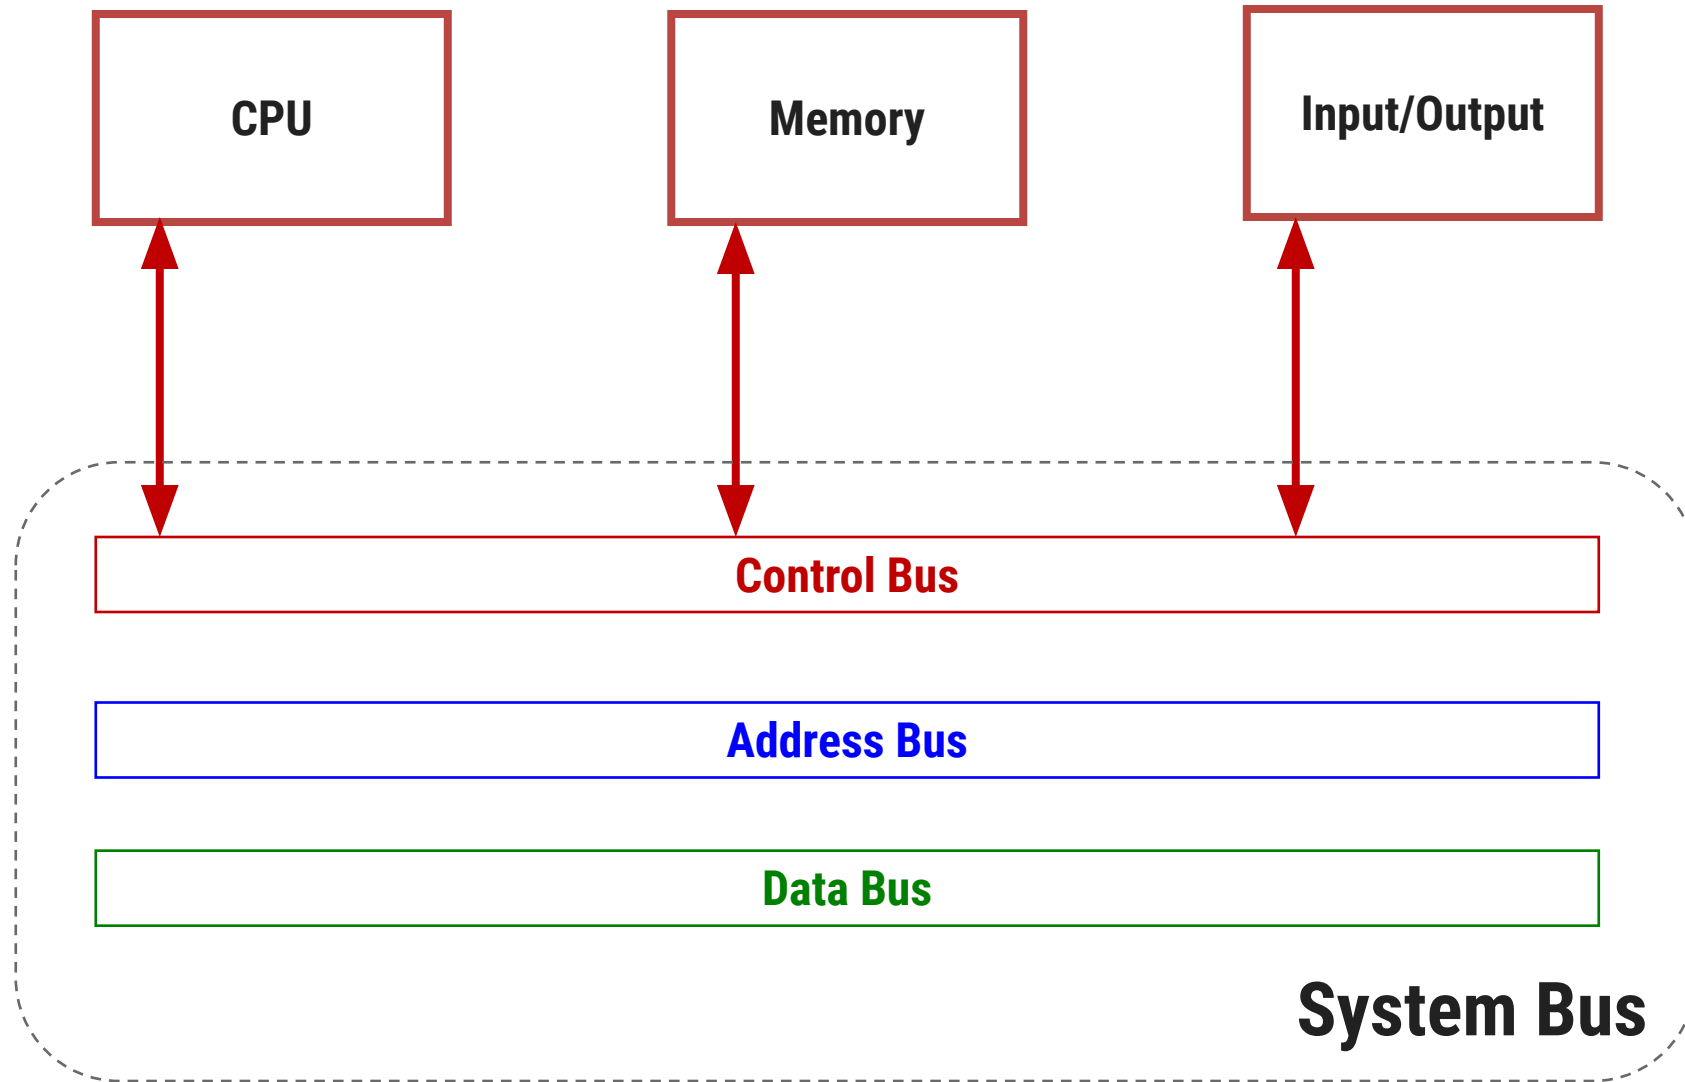 CPU
Memory
Input/Output
Control Bus
Address Bus
Data Bus
System Bus